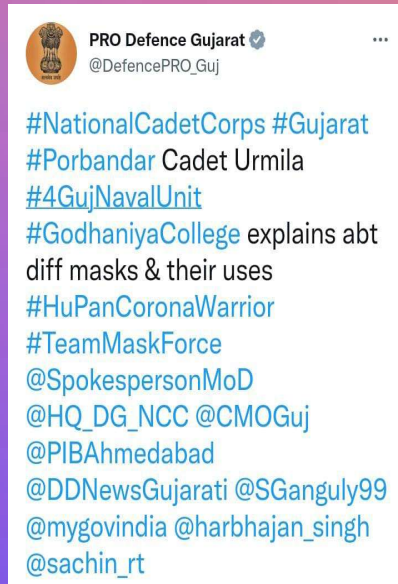 PRO Defence Gujarat
@DefencePRO_Guj
#NationalCadetCorps #Gujarat
#Porbandar Cadet Urmila
#4GujNavalUnit
#GodhaniyaCollege explains abt
diff masks & their uses
#HuPanCoronaWarrior
#TeamMaskForce
@SpokespersonMoD
@HQ_DG_NCC @CMOGuj
@PIBAhmedabad
@DDNewsGujarati @SGanguly99
@mygovindia @harbhajan_singh
@sachin_rt